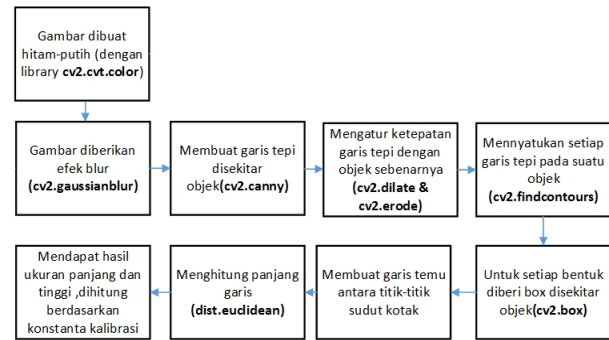 Gambar dibuat
hitam-putih (dengan
library cv2.cvt.color)
Gambar diberikan
efek blur
(cv2.gaussianblur)
Membuat garis tepi
disekitar
objek(cv2.canny)
Mengatur ketepatan
garis tepi dengan
objek sebenarnya
(cv2.dilate &
cv2.erode)
Mennyatukan setiap
garis tepi pada suatu
objek
(cv2.findcontours)
Untuk setiap bentuk
diberi box disekitar
objek(cv2.box)
Membuat garis temu
antara titik-titik
sudut kotak
Menghitung panjang
garis
(dist.euclidean)
Mendapat hasil
ukuran panjang dan
tinggi ,dihitung
berdasarkan
konstanta kalibrasi